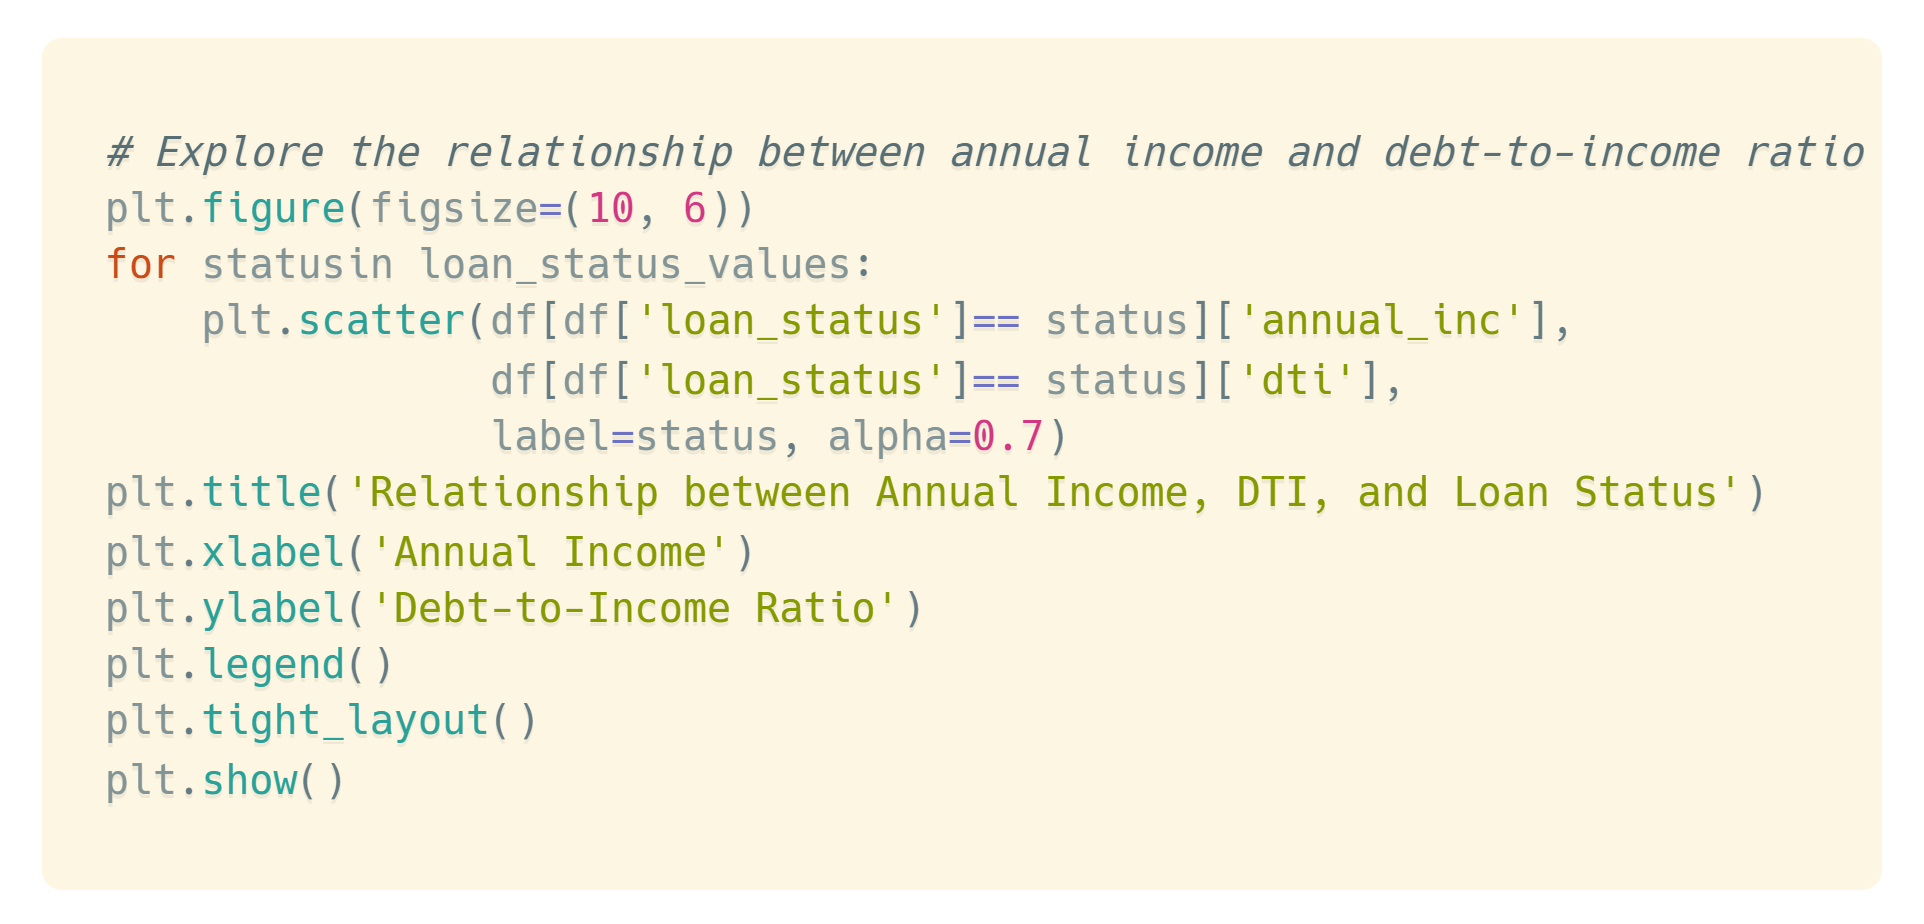 # Explore the relationship between annual income and debt-to-income ratio
plt.figure(figsize=(10, 6))
for statusin loan_status_values:
    plt.scatter(df[df['loan_status']== status]['annual_inc'],
                df[df['loan_status']== status]['dti'],
                label=status, alpha=0.7)
plt.title('Relationship between Annual Income, DTI, and Loan Status')
plt.xlabel('Annual Income')
plt.ylabel('Debt-to-Income Ratio')
plt.legend()
plt.tight_layout()
plt.show()